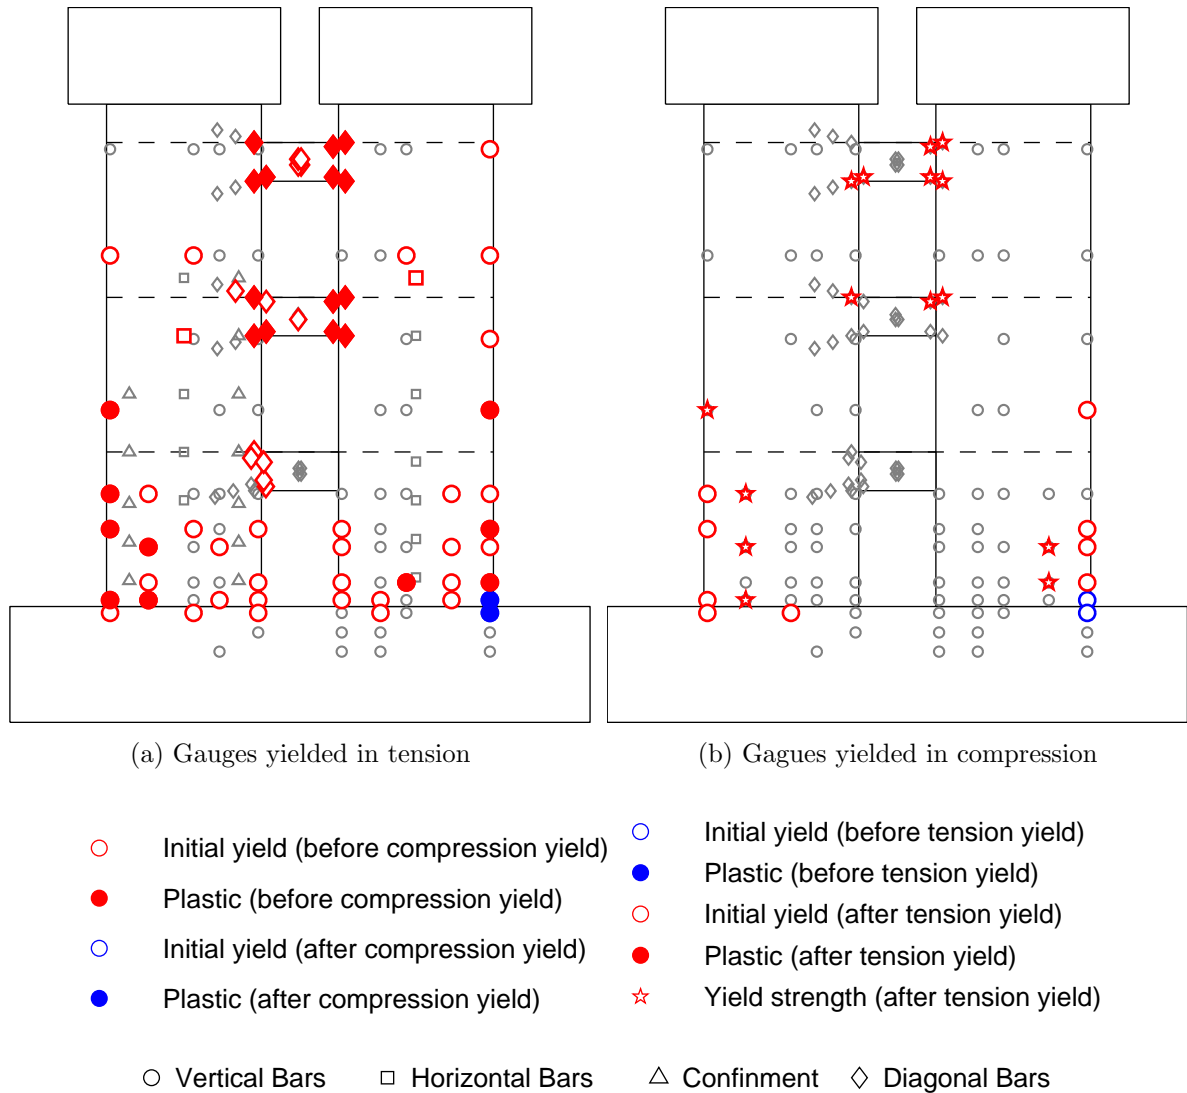 (a) Gauges yielded in tension
(b) Gagues yielded in compression
Initial yield (before compression yield)
Plastic (before compression yield)
Initial yield (after compression yield)
Plastic (after compression yield)
Initial yield (before tension yield)
Plastic (before tension yield)
Initial yield (after tension yield)
Plastic (after tension yield)
Yield strength (after tension yield)
Vertical Bars
Horizontal Bars
Confinment
Diagonal Bars